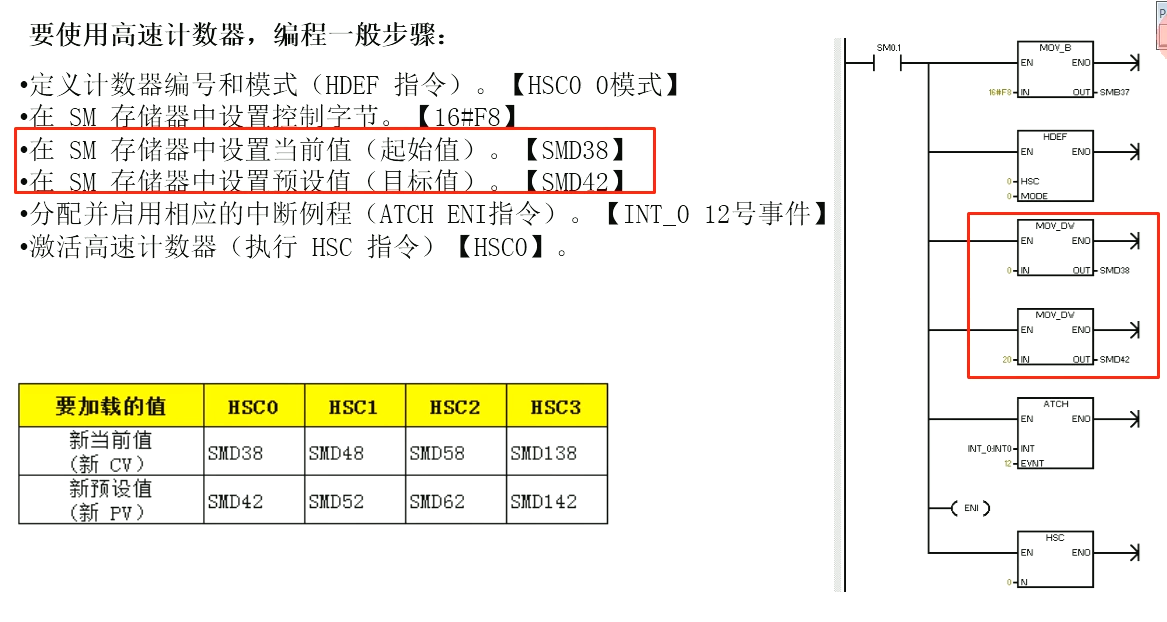 要使用高速计数器，编程一般步骤：
•定义计数器编号和模式（HDEF 指令）。【HSC0 0模式】
•在 SM 存储器中设置控制字节。【16#F8】
•在 SM 存储器中设置当前值（起始值）。【SMD38】
•在 SM 存储器中设置预设值（目标值）。【SMD42】
•分配并启用相应的中断例程（ATCH ENI指令）。【INT_0 12号事件】
•激活高速计数器（执行 HSC 指令）【HSC0】。
要加载的值 HSC0 HSC1 HSC2 HSC3
新当前值
（新 CV） SMD38 SMD48 SMD58 SMD138
新预设值
（新 PV） SMD42 SMD52 SMD62 SMD142
SM0.1
MOV_B
EN ENO
16#F8 IN OUT SMB37
HDEF
EN ENO
0 HSC
0 MODE
MOV_DW
EN ENO
0 IN OUT SMD38
MOV_DW
EN ENO
20 IN OUT SMD42
ATCH
EN ENO
INT_0:INT0 INT
12 EVNT
ENI
HSC
EN ENO
0 N